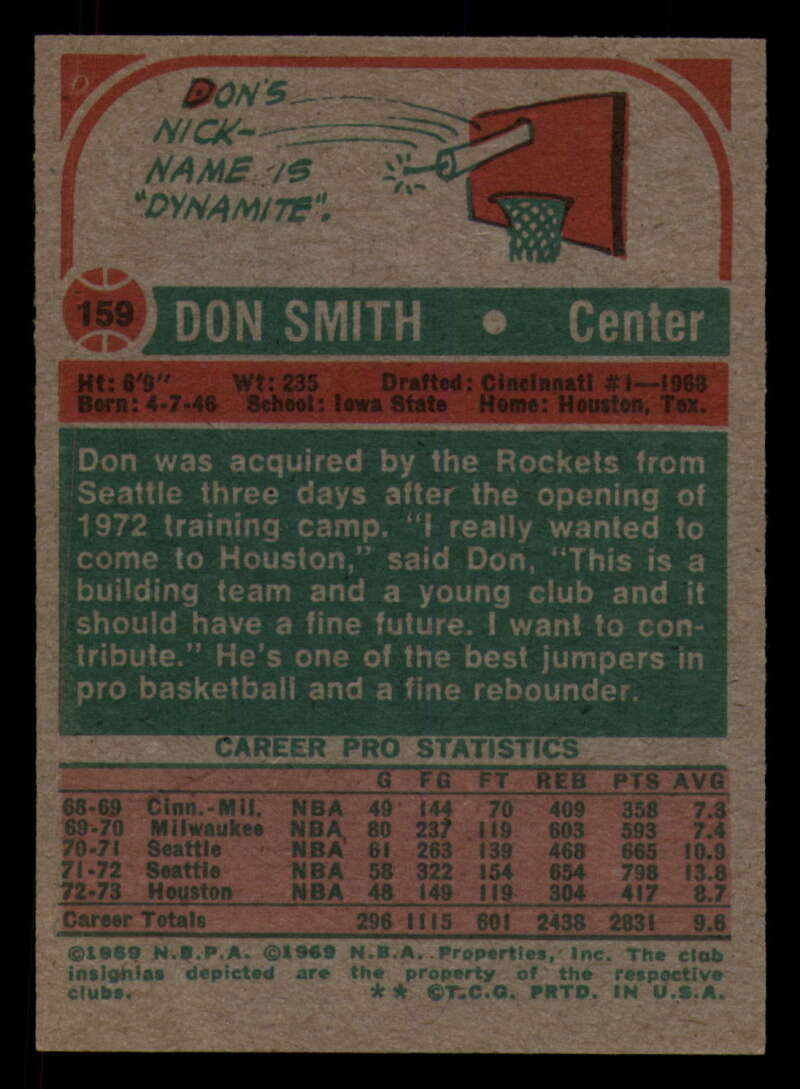 DON'S
NICK-
NAME IS
"DYNAMITE".
159 DON SMITH • Center
Ht: 6'9" Wt: 235 Drafted: Cincinnati #1—1968
Born: 4-7-46 School: Iowa State Home: Houston, Tex.
Don was acquired by the Rockets from
Seattle three days after the opening of
1972 training camp. "I really wanted to
come to Houston," said Don, "This is a
building team and a young club and it
should have a fine future. I want to con-
tribute." He's one of the best jumpers in
pro basketball and a fine rebounder.
CAREER PRO STATISTICS
G FG FT REB PTS AVG
68-69 Cinn.-Mil. NBA 49 144 70 409 358 7.3
69-70 Milwaukee NBA 80 237 119 603 593 7.4
70-71 Seattle NBA 61 263 139 468 665 10.9
71-72 Seattle NBA 58 322 154 654 798 13.8
72-73 Houston NBA 48 149 119 304 417 8.7
Career Totals 296 1115 601 2438 2831 9.6
©1969 N.B.P.A. ©1969 N.B.A. Properties, Inc. The club
insignias depicted are the property of the respective
clubs. ** ©T.C.G. PRTD. IN U.S.A.